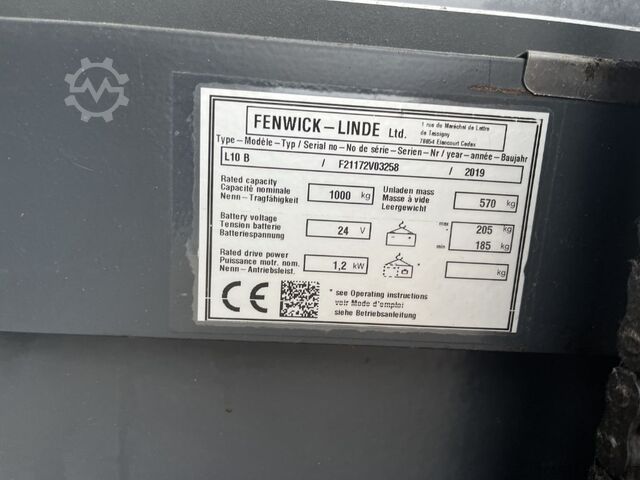 FENWICK – LINDE Ltd.
1 rue du Maréchal de Lattre
de Tassigny
78854 Elancourt Cedex
Type – Modèle – Typ / Serial no – No de série – Serien – Nr / year – année – Baujahr
L10 B / F21172V03258 / 2019
Rated capacity
Capacité nominale
Nenn – Tragfähigkeit
1000 kg
Unladen mass
Masse à vide
Leergewicht
570 kg
Battery voltage
Tension batterie
Batteriespannung
24 V
max * 205 kg
min * 185 kg
Rated drive power
Puissance motr. nom.
Nenn – Antriebsleist.
1,2 kW
kg
CE
* see Operating instructions
voir Mode d'emploi
siehe Betriebsanleitung